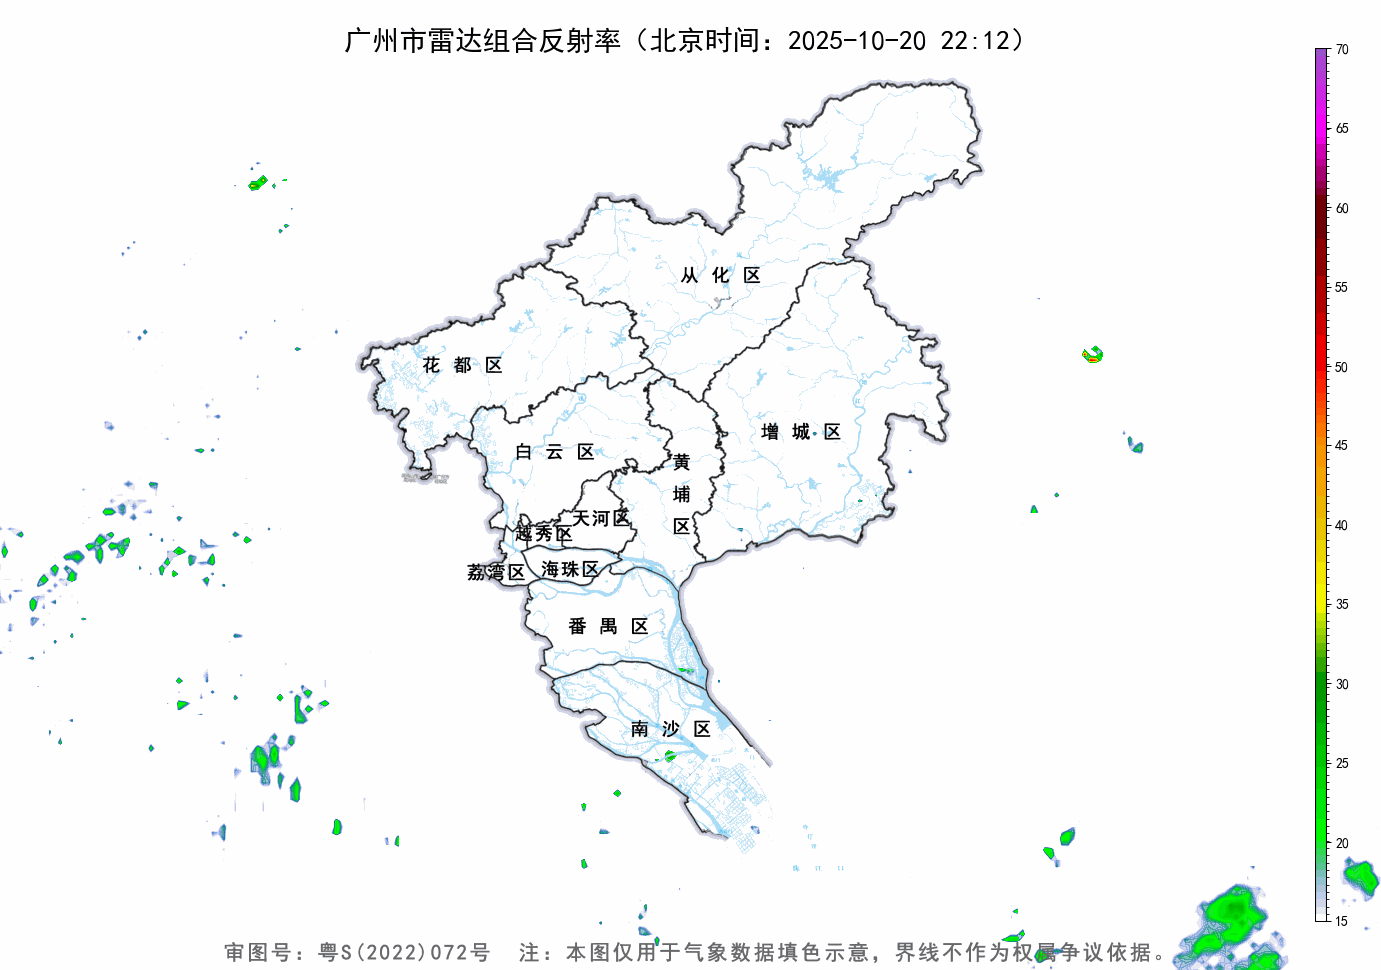 广州市雷达组合反射率（北京时间：2025-10-20 22:12）
70
65
60
55
50
45
40
35
30
25
20
15
从化区
花都区
增城区
白云区
黄埔区
天河区
越秀区
荔湾区
海珠区
番禺区
南沙区
审图号：粤S(2022)072号 注：本图仅用于气象数据填色示意，界线不作为权属争议依据。